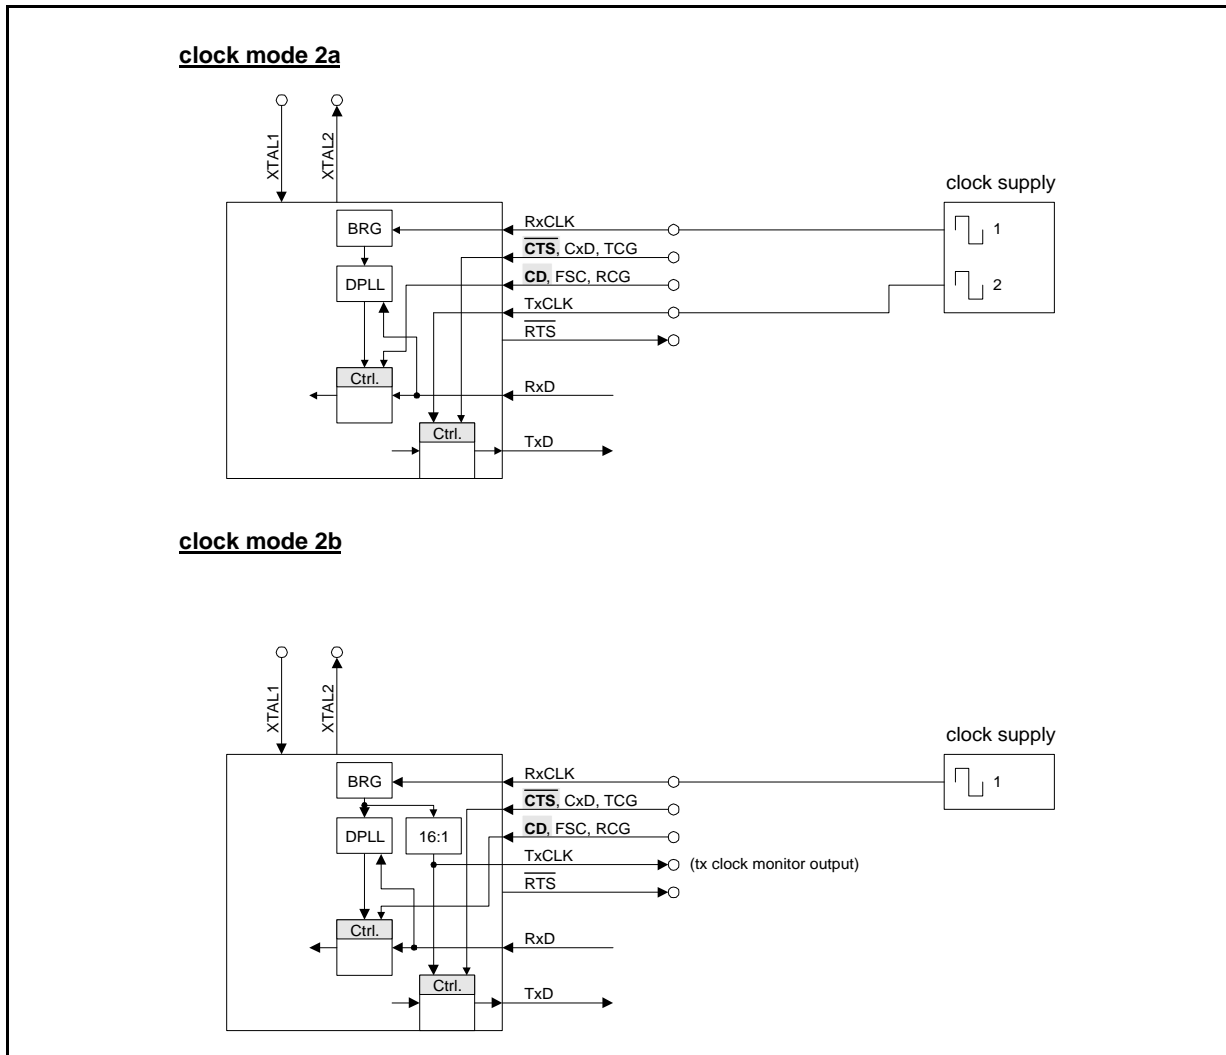 clock mode 2a
XTAL1
XTAL2
clock supply
BRG
RxCLK
1
CTS, CxD, TCG
DPLL
CD, FSC, RCG
2
TxCLK
RTS
Ctrl.
RxD
Ctrl.
TxD
clock mode 2b
XTAL1
XTAL2
clock supply
BRG
RxCLK
1
CTS, CxD, TCG
DPLL
16:1
CD, FSC, RCG
TxCLK
(tx clock monitor output)
RTS
Ctrl.
RxD
Ctrl.
TxD